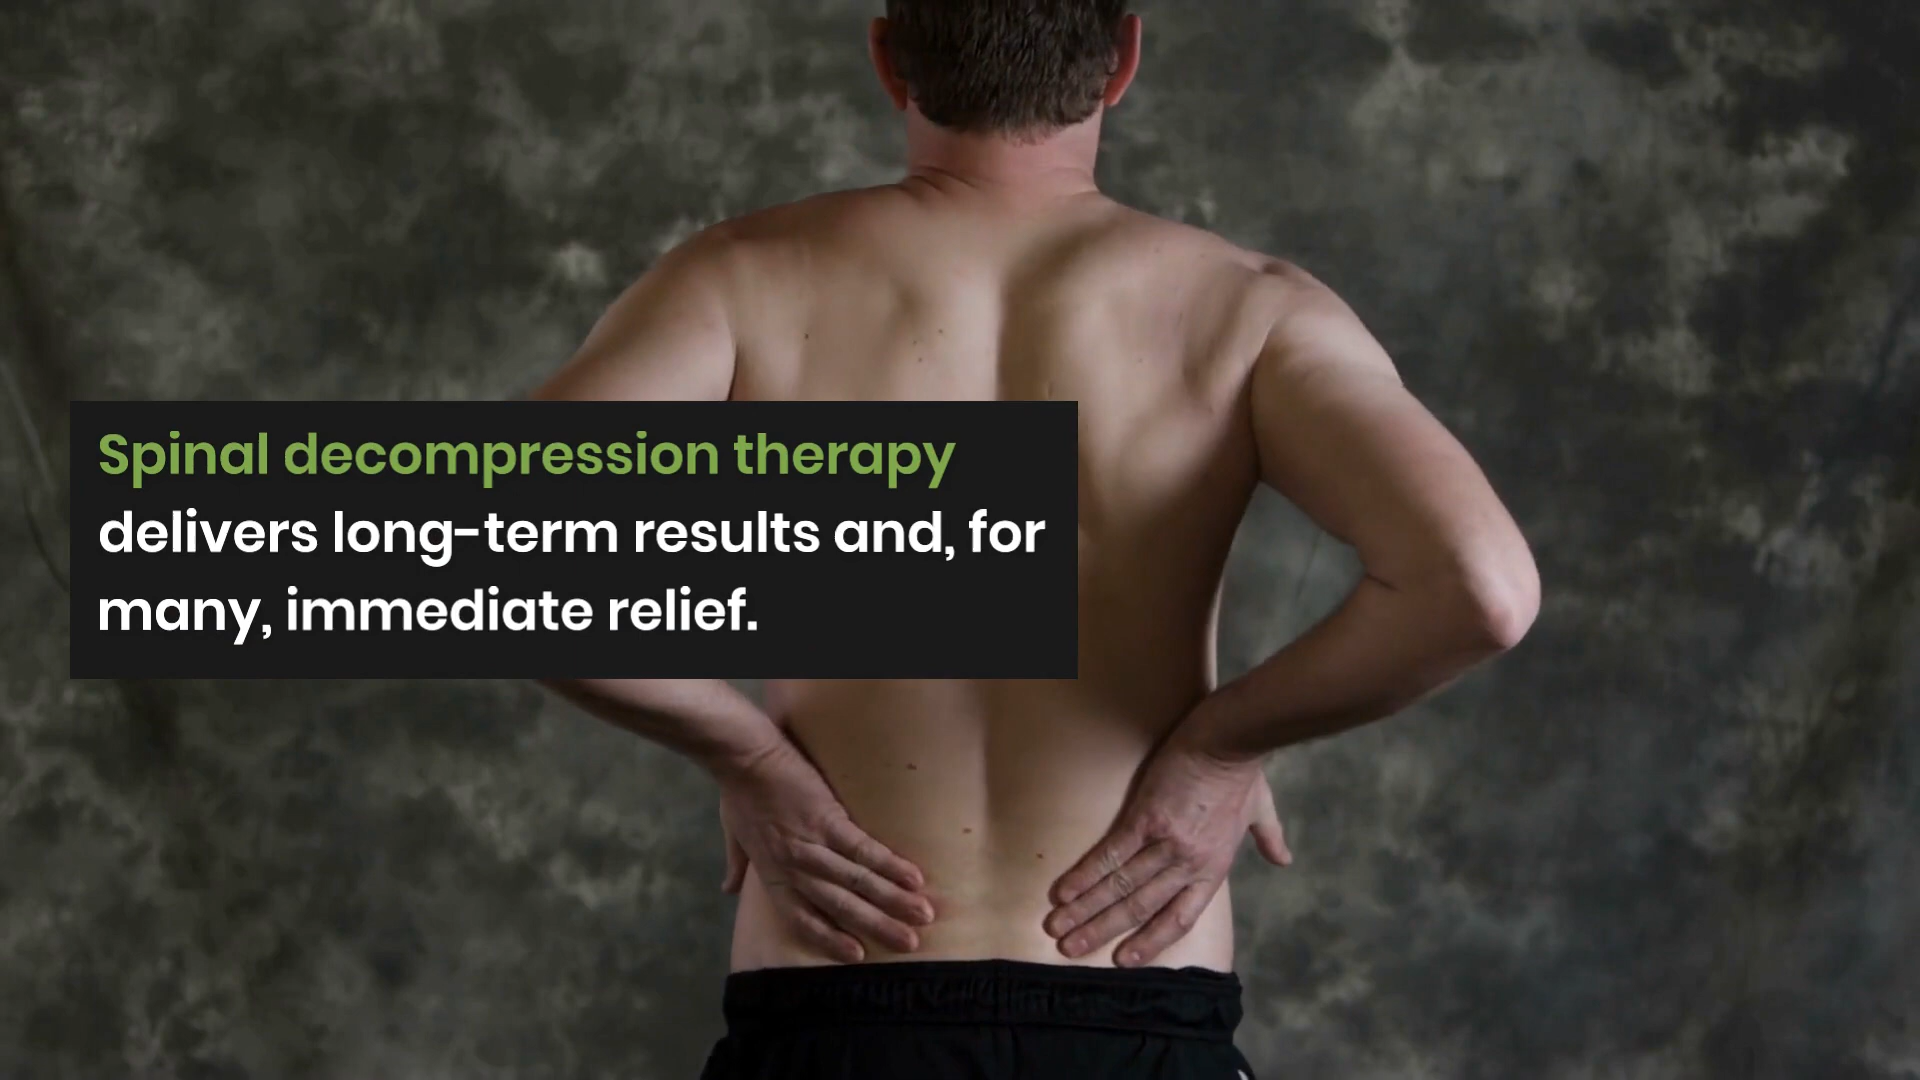 Spinal decompression therapy
delivers long-term results and, for
many, immediate relief.